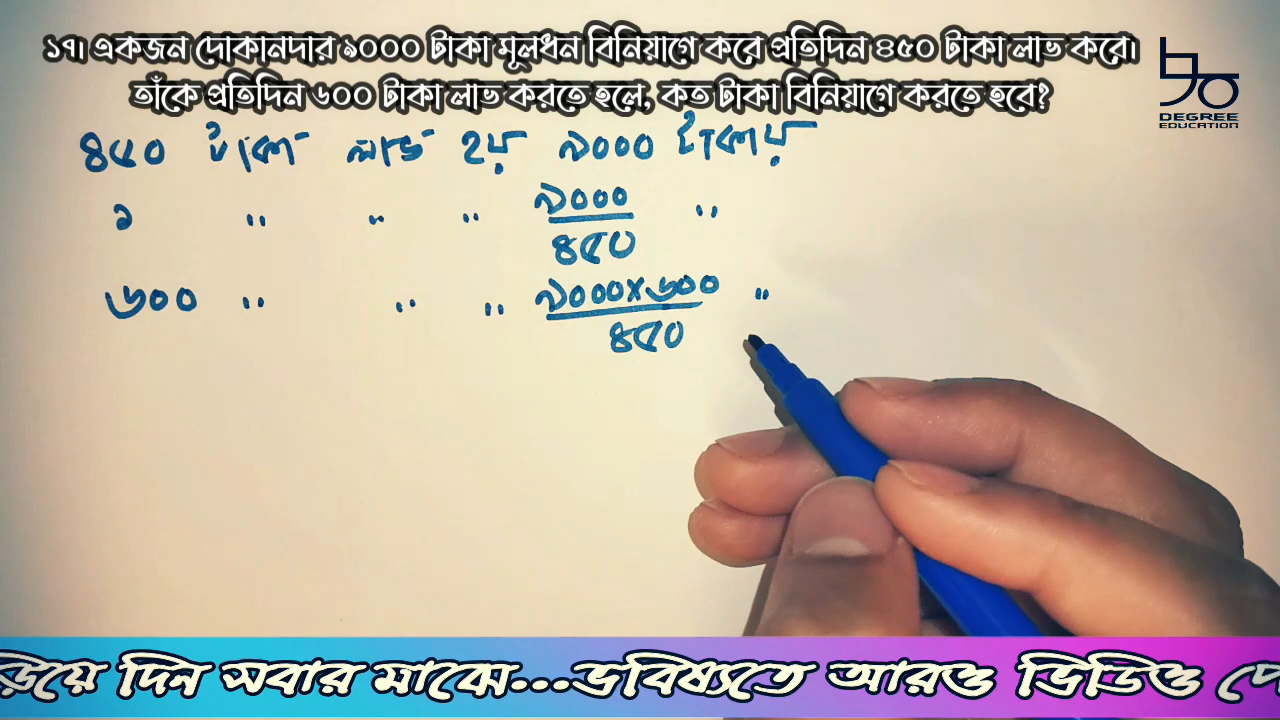 ১৭। একজন দোকানদার ৯০০০ টাকা মূলধন বিনিয়োগ করে প্রতিদিন ৪৫০ টাকা লাভ করে।
তাঁকে প্রতিদিন ৬০০ টাকা লাভ করতে হলে, কত টাকা বিনিয়োগ করতে হবে?
১০
DEGREE
EDUCATION
৪৫০ টাকা লাভ হয় ৯০০০ টাকায়
১ " " " ৯০০০/৪৫০ "
৬০০ " " " ৯০০০×৬০০/৪৫০ "
ড়িয়ে দিন সবার মাঝে...ভবিষ্যতে আরও ভিডিও পে